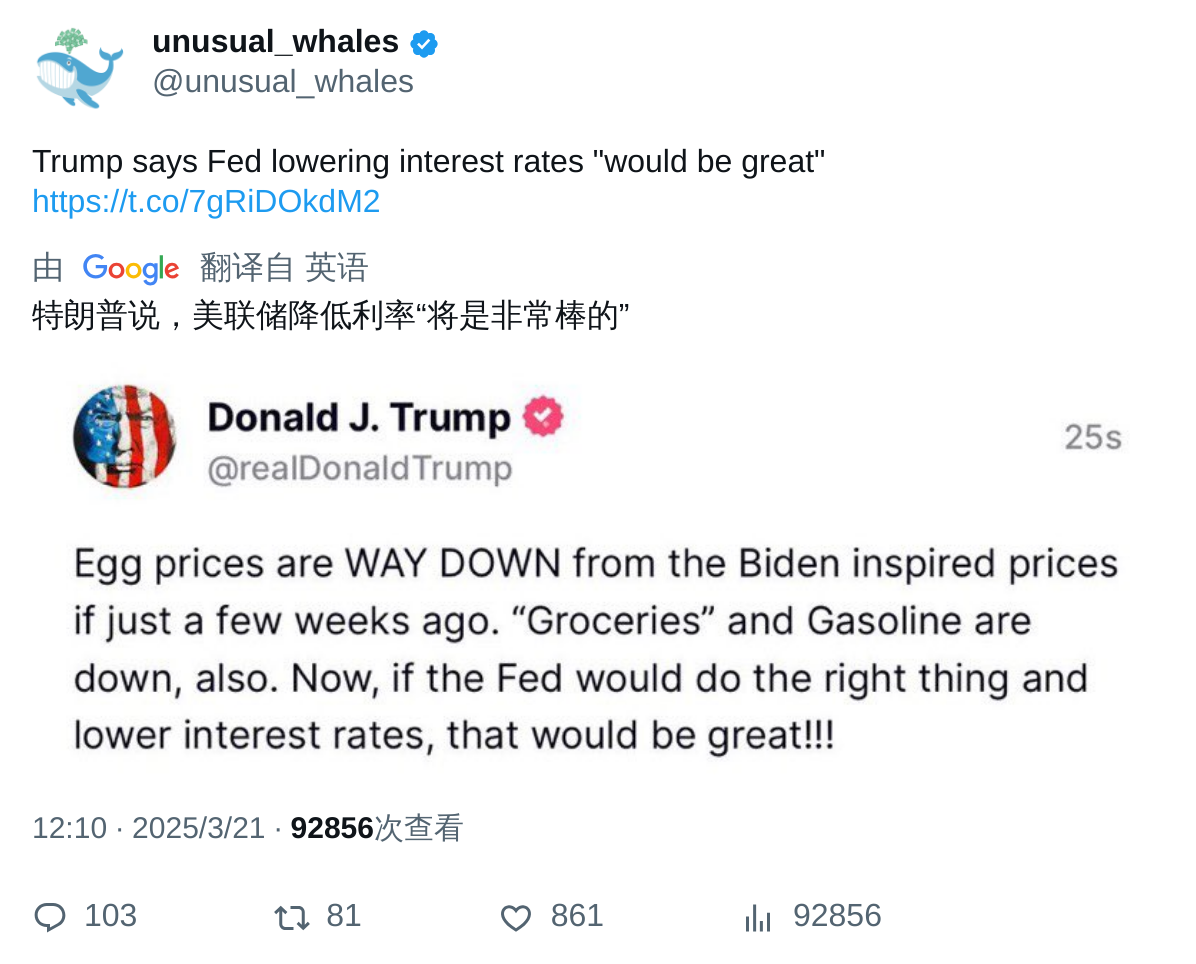 unusual_whales
@unusual_whales
Trump says Fed lowering interest rates "would be great"
https://t.co/7gRiDOkdM2
由 Google 翻译自 英语
特朗普说，美联储降低利率“将是非常棒的”
Donald J. Trump
@realDonaldTrump
25s
Egg prices are WAY DOWN from the Biden inspired prices
if just a few weeks ago. “Groceries” and Gasoline are
down, also. Now, if the Fed would do the right thing and
lower interest rates, that would be great!!!
12:10 · 2025/3/21 · 92856次查看
103 81 861 92856